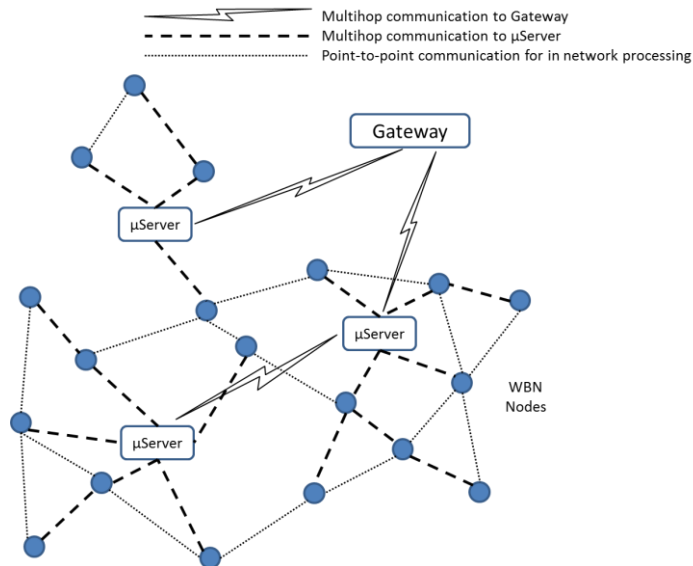 Multihop communication to Gateway
Multihop communication to µServer
Point-to-point communication for in network processing
Gateway
µServer
µServer
WBN
Nodes
µServer